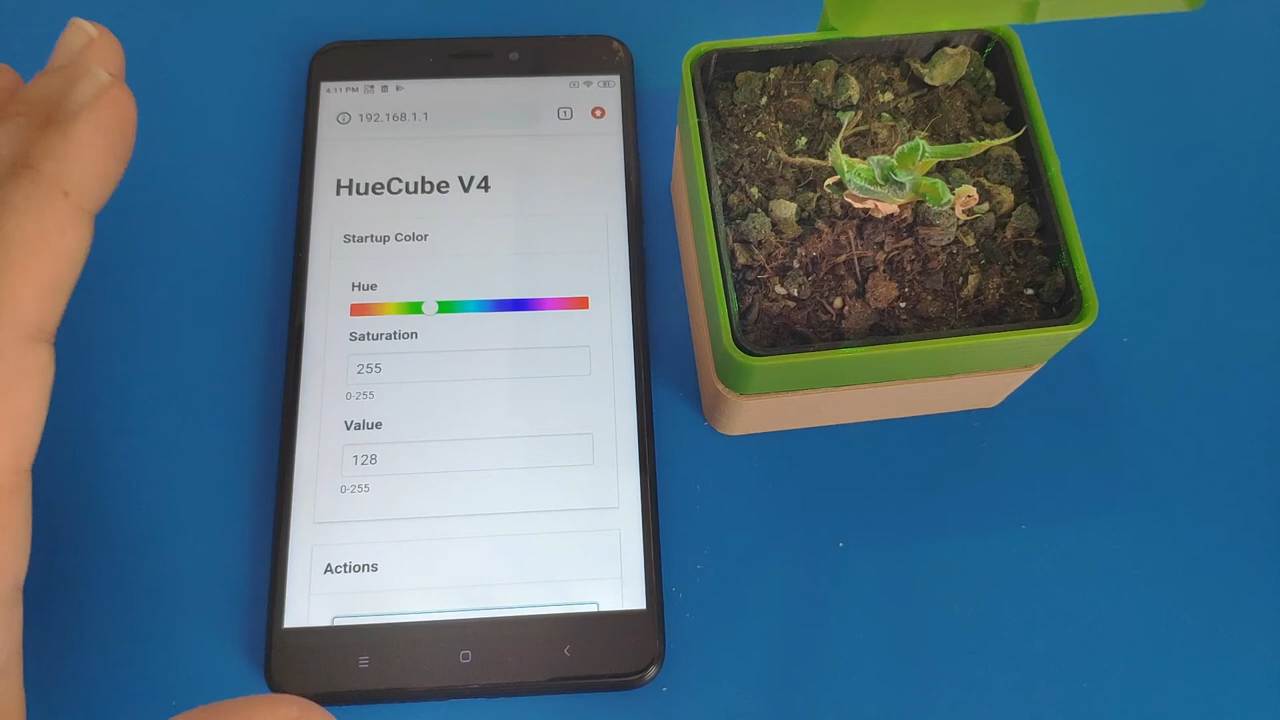 4:11 PM
81
192.168.1.1
1
HueCube V4
Startup Color
Hue
Saturation
255
0-255
Value
128
0-255
Actions